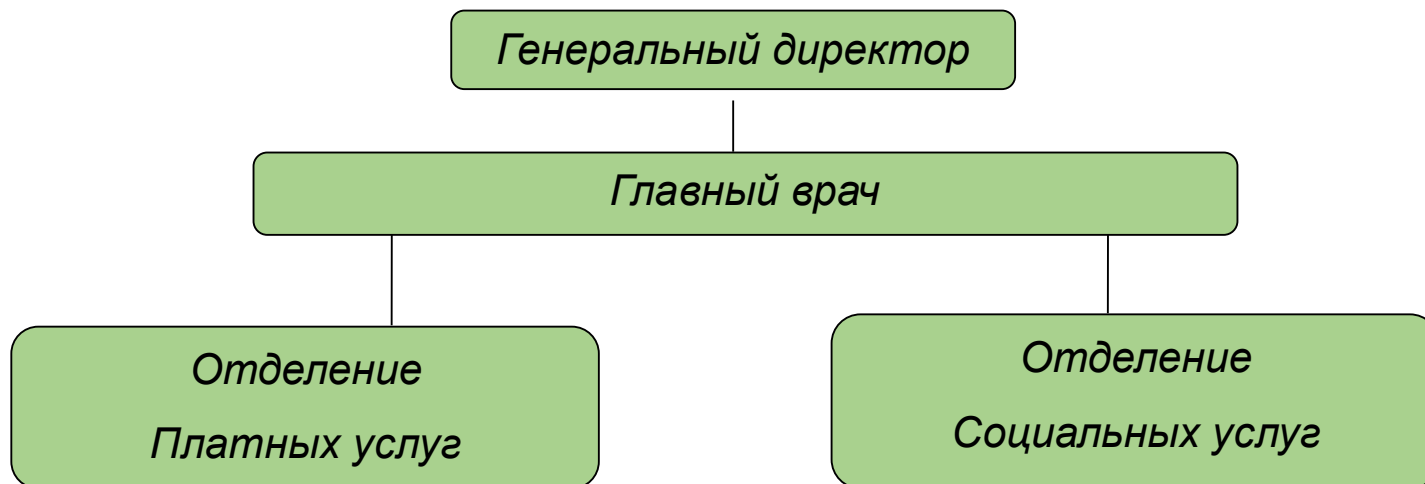 Генеральный директор
Главный врач
Отделение
Платных услуг
Отделение
Социальных услуг